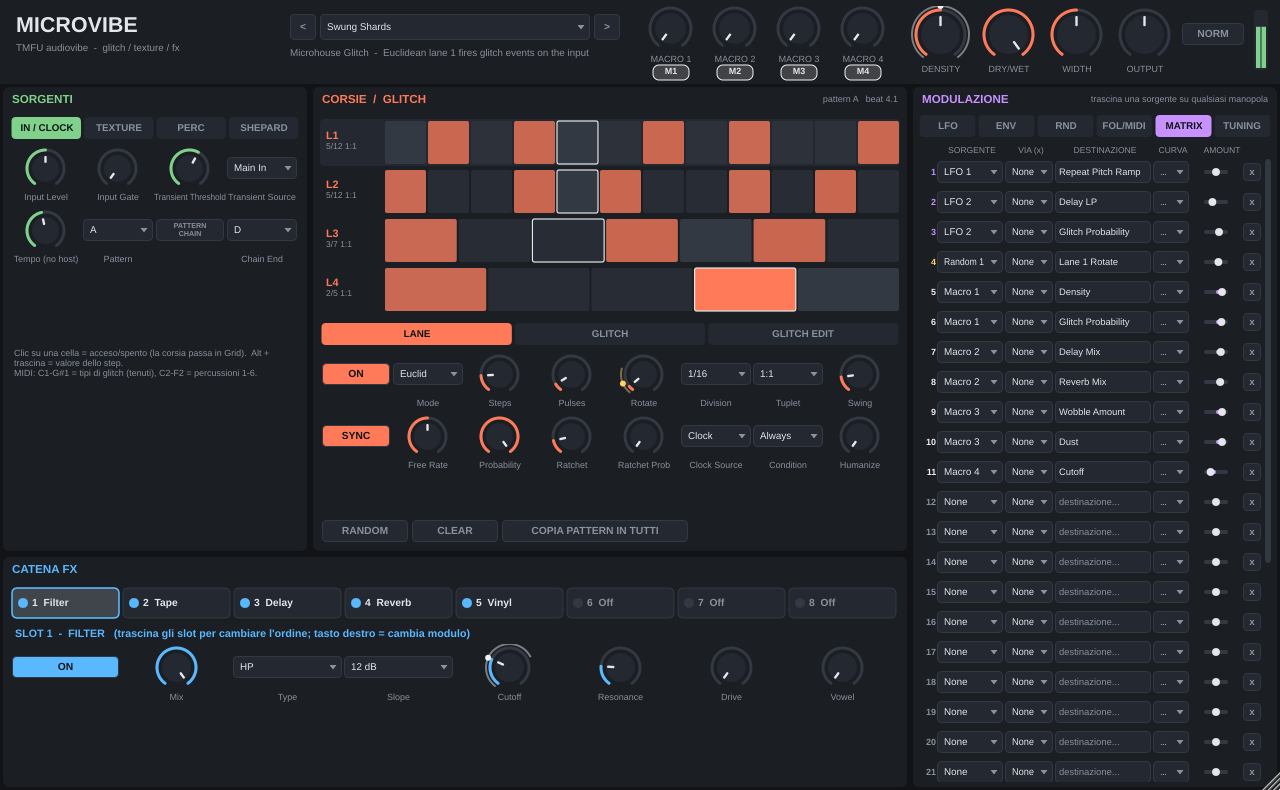 MICROVIBE
TMFU audiovibe - glitch / texture / fx
< Swung Shards >
Microhouse Glitch - Euclidean lane 1 fires glitch events on the input
MACRO 1 MACRO 2 MACRO 3 MACRO 4
M1 M2 M3 M4
DENSITY DRY/WET WIDTH OUTPUT
NORM
SORGENTI
IN / CLOCK TEXTURE PERC SHEPARD
Main In
Input Level Input Gate Transient Threshold Transient Source
A PATTERN CHAIN D
Tempo (no host) Pattern Chain End
Clic su una cella = acceso/spento (la corsia passa in Grid). Alt +
trascina = valore dello step.
MIDI: C1-G#1 = tipi di glitch (tenuti), C2-F2 = percussioni 1-6.
CORSIE / GLITCH
pattern A beat 4.1
L1
5/12 1:1
L2
5/12 1:1
L3
3/7 1:1
L4
2/5 1:1
LANE GLITCH GLITCH EDIT
ON Euclid 1/16 1:1
Mode Steps Pulses Rotate Division Tuplet Swing
SYNC Clock Always
Free Rate Probability Ratchet Ratchet Prob Clock Source Condition Humanize
RANDOM CLEAR COPIA PATTERN IN TUTTI
CATENA FX
1 Filter 2 Tape 3 Delay 4 Reverb 5 Vinyl 6 Off 7 Off 8 Off
SLOT 1 - FILTER (trascina gli slot per cambiare l'ordine; tasto destro = cambia modulo)
ON HP 12 dB
Mix Type Slope Cutoff Resonance Drive Vowel
MODULAZIONE
trascina una sorgente su qualsiasi manopola
LFO ENV RND FOL/MIDI MATRIX TUNING
SORGENTE VIA (x) DESTINAZIONE CURVA AMOUNT
1 LFO 1 None Repeat Pitch Ramp ... x
2 LFO 2 None Delay LP ... x
3 LFO 2 None Glitch Probability ... x
4 Random 1 None Lane 1 Rotate ... x
5 Macro 1 None Density ... x
6 Macro 1 None Glitch Probability ... x
7 Macro 2 None Delay Mix ... x
8 Macro 2 None Reverb Mix ... x
9 Macro 3 None Wobble Amount ... x
10 Macro 3 None Dust ... x
11 Macro 4 None Cutoff ... x
12 None None destinazione... ... x
13 None None destinazione... ... x
14 None None destinazione... ... x
15 None None destinazione... ... x
16 None None destinazione... ... x
17 None None destinazione... ... x
18 None None destinazione... ... x
19 None None destinazione... ... x
20 None None destinazione... ... x
21 None None destinazione... ... x